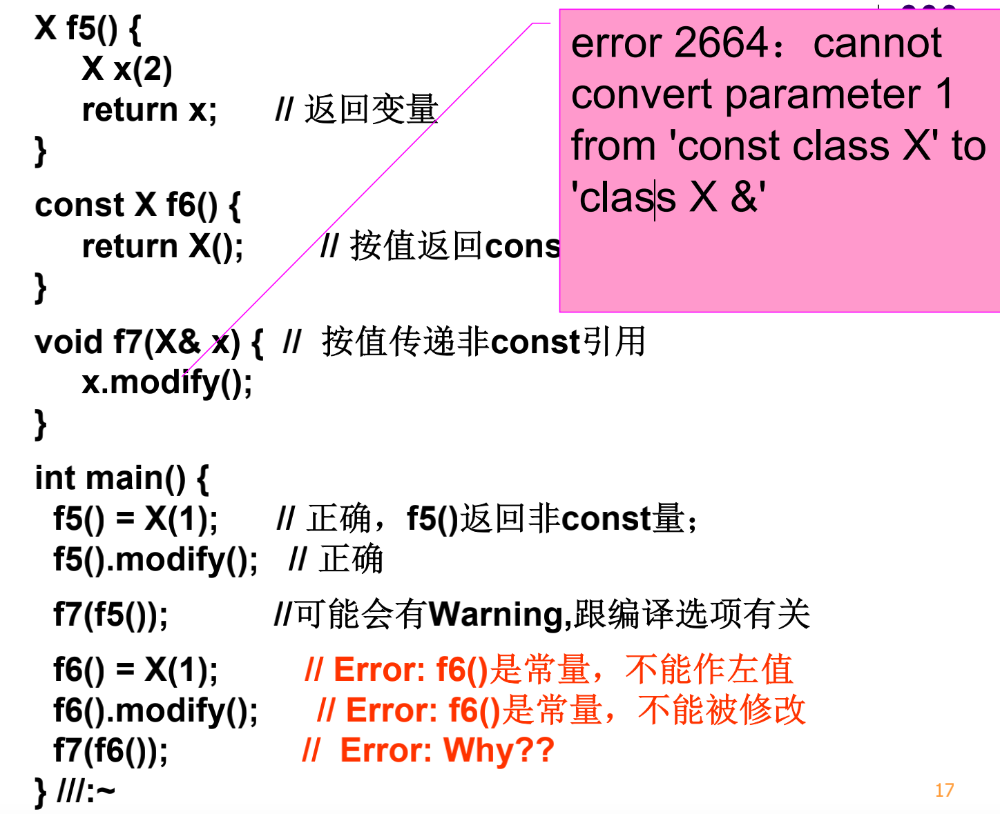 X f5() {
X x(2)
return x; // 返回变量
}
const X f6() {
return X(); // 按值返回cons
}
void f7(X& x) { // 按值传递非const引用
x.modify();
}
int main() {
f5() = X(1); // 正确，f5()返回非const量；
f5().modify(); // 正确
f7(f5()); //可能会有Warning,跟编译选项有关
f6() = X(1); // Error: f6()是常量，不能作左值
f6().modify(); // Error: f6()是常量，不能被修改
f7(f6()); // Error: Why??
} ///:~
error 2664：cannot
convert parameter 1
from 'const class X' to
'class X &'
17